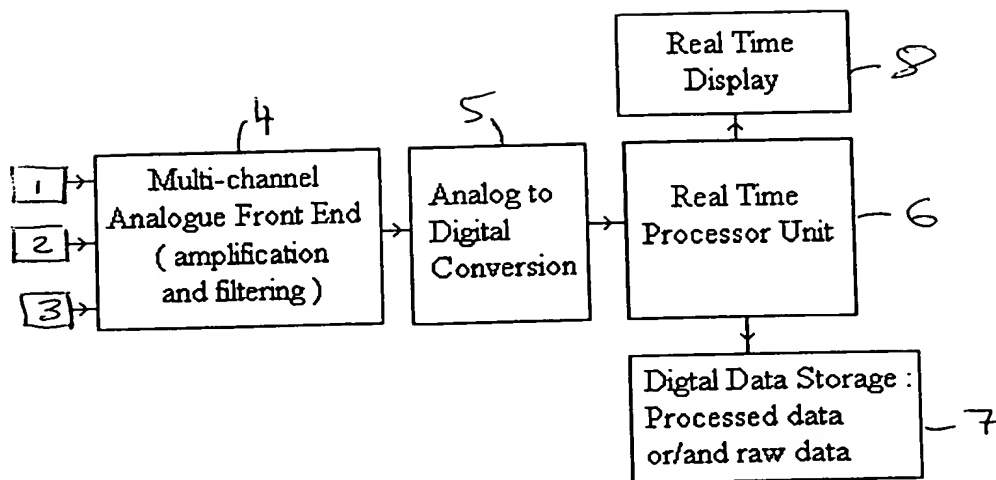 Real Time
Display
8
4
5
1
2
3
Multi-channel
Analogue Front End
( amplification
and filtering )
Analog to
Digital
Conversion
Real Time
Processor Unit
6
Digtal Data Storage :
Processed data
or/and raw data
7